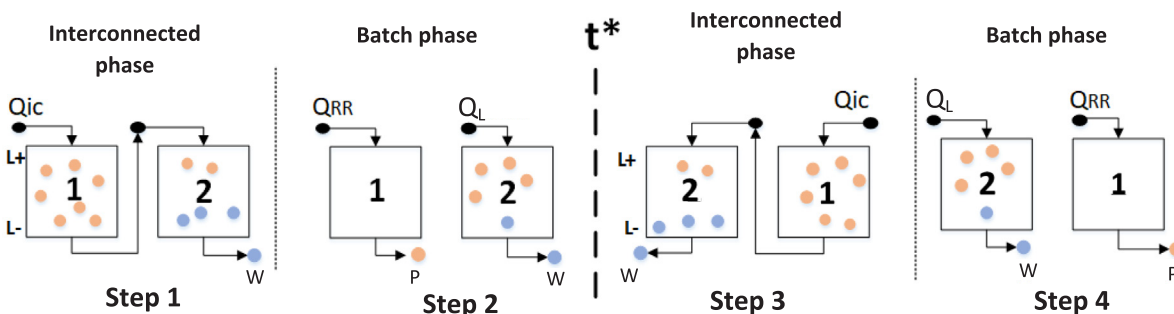 Interconnected
phase
Qic
L+
L-
1
2
W
Step 1
Batch phase
QRR
QL
1
2
P
W
Step 2
t*
Interconnected
phase
Qic
L+
L-
2
1
W
Step 3
Batch phase
QL
QRR
2
1
W
P
Step 4